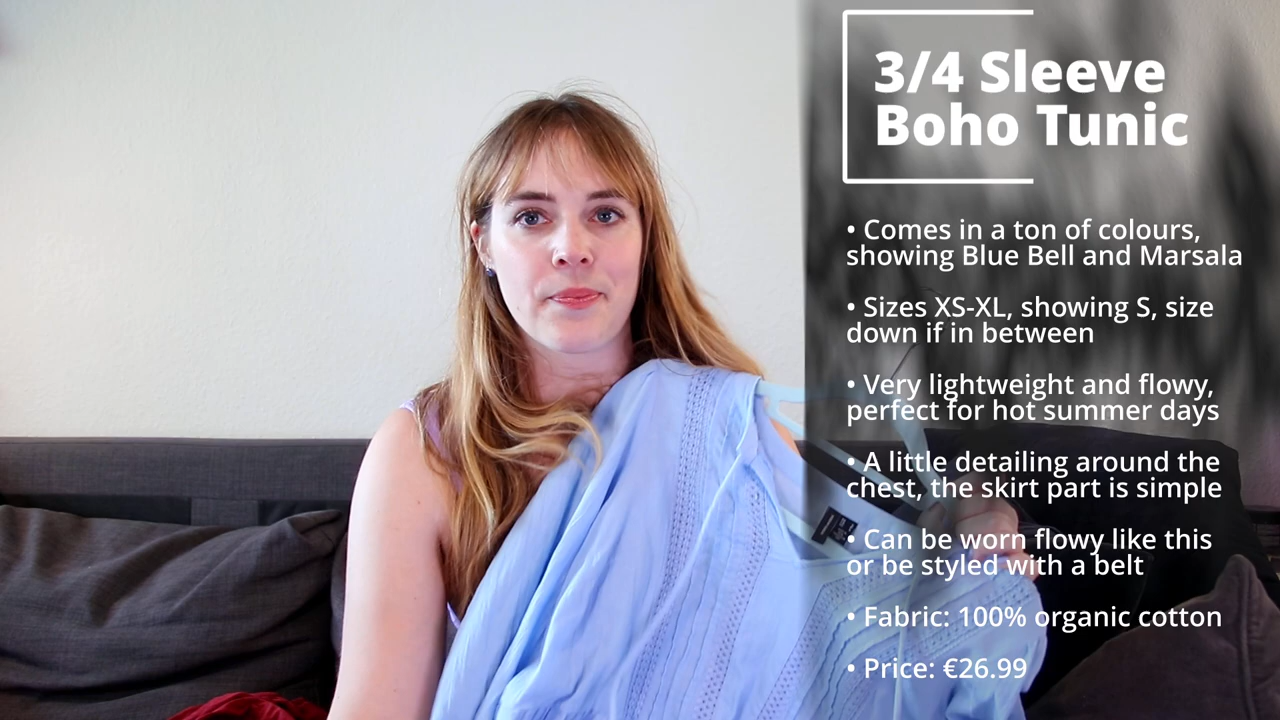 3/4 Sleeve
Boho Tunic
• Comes in a ton of colours,
showing Blue Bell and Marsala
• Sizes XS-XL, showing S, size
down if in between
• Very lightweight and flowy,
perfect for hot summer days
• A little detailing around the
chest, the skirt part is simple
• Can be worn flowy like this
or be styled with a belt
• Fabric: 100% organic cotton
• Price: €26.99